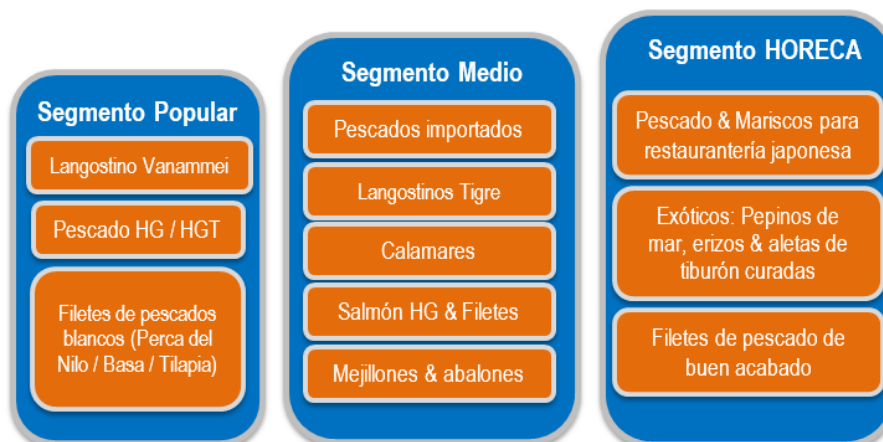 Segmento Popular
Langostino Vanammei
Pescado HG / HGT
Filetes de pescados
blancos (Perca del
Nilo / Basa / Tilapia)
Segmento Medio
Pescados importados
Langostinos Tigre
Calamares
Salmón HG & Filetes
Mejillones & abalones
Segmento HORECA
Pescado & Mariscos para
restaurantería japonesa
Exóticos: Pepinos de
mar, erizos & aletas de
tiburón curadas
Filetes de pescado de
buen acabado